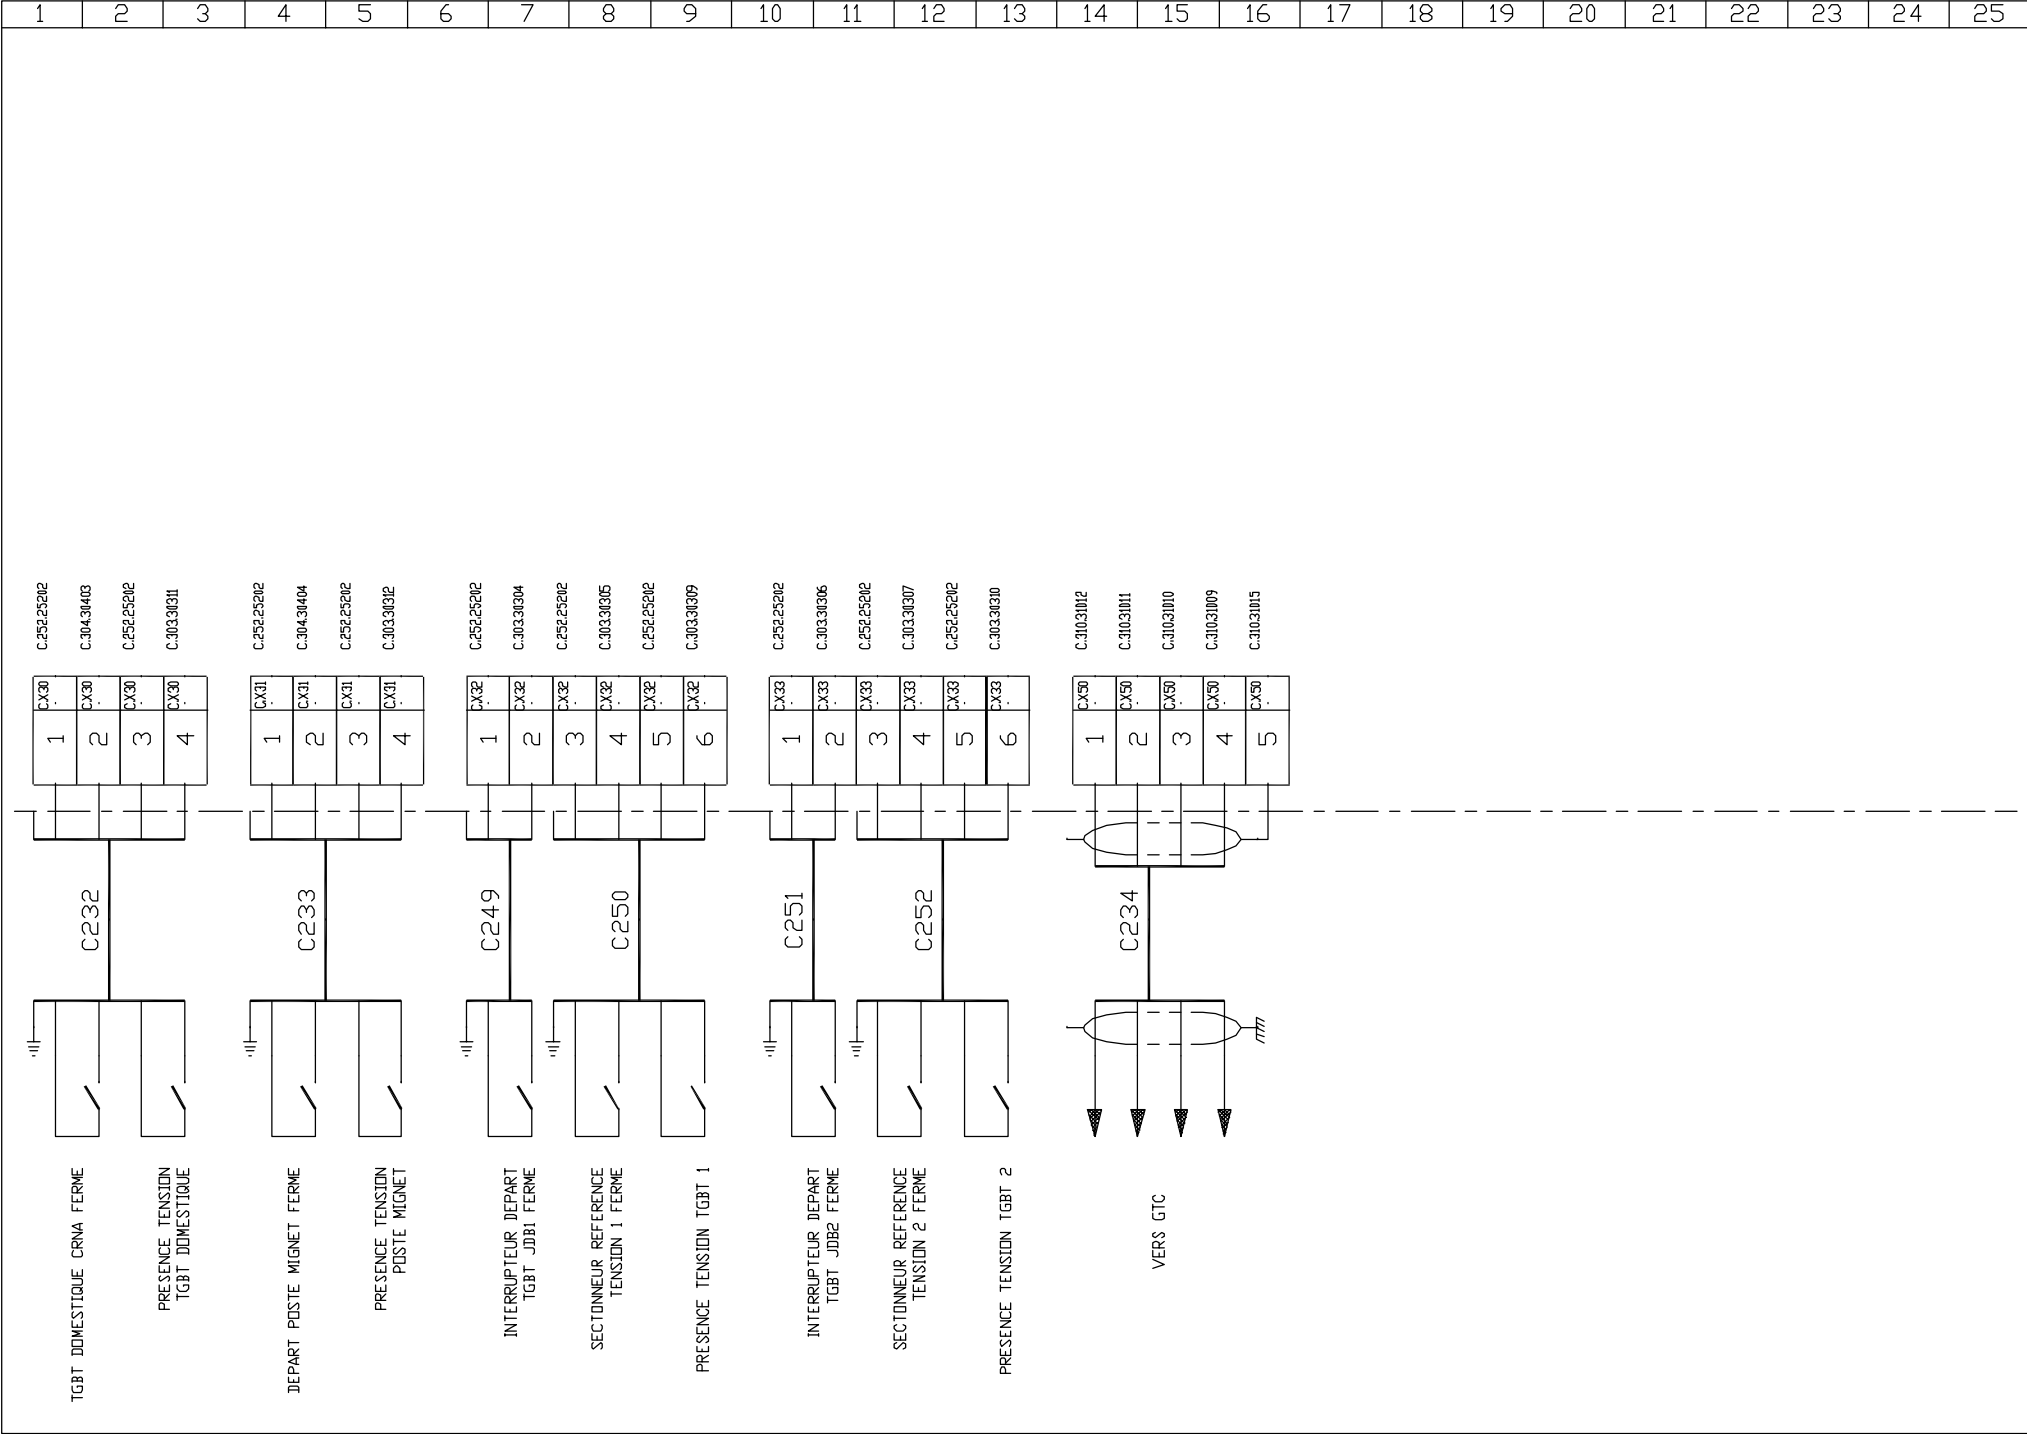 1 2 3 4 5 6 7 8 9 10 11 12 13 14 15 16 17 18 19 20 21 22 23 24 25
C.252.25202
C.304.30403
C.252.25202
C.303.30311
C.252.25202
C.304.30404
C.252.25202
C.303.30312
C.252.25202
C.303.30304
C.252.25202
C.303.30305
C.252.25202
C.303.30309
C.252.25202
C.303.30306
C.252.25202
C.303.30307
C.252.25202
C.303.30310
C.310.31012
C.310.31011
C.310.31010
C.310.31009
C.310.31015
C.X30 C.X30 C.X30 C.X30
C.X31 C.X31 C.X31 C.X31
C.X32 C.X32 C.X32 C.X32 C.X32 C.X32
C.X33 C.X33 C.X33 C.X33 C.X33 C.X33
C.X50 C.X50 C.X50 C.X50 C.X50
1 2 3 4
1 2 3 4
1 2 3 4 5 6
1 2 3 4 5 6
1 2 3 4 5
C232
C233
C249
C250
C251
C252
C234
TGBT DOMESTIQUE CRNA FERME
PRESENCE TENSION
TGBT DOMESTIQUE
DEPART POSTE MIGNET FERME
PRESENCE TENSION
POSTE MIGNET
INTERRUPTEUR DEPART
TGBT JDB1 FERME
SECTONNEUR REFERENCE
TENSION 1 FERME
PRESENCE TENSION TGBT 1
INTERRUPTEUR DEPART
TGBT JDB2 FERME
SECTONNEUR REFERENCE
TENSION 2 FERME
PRESENCE TENSION TGBT 2
VERS GTC